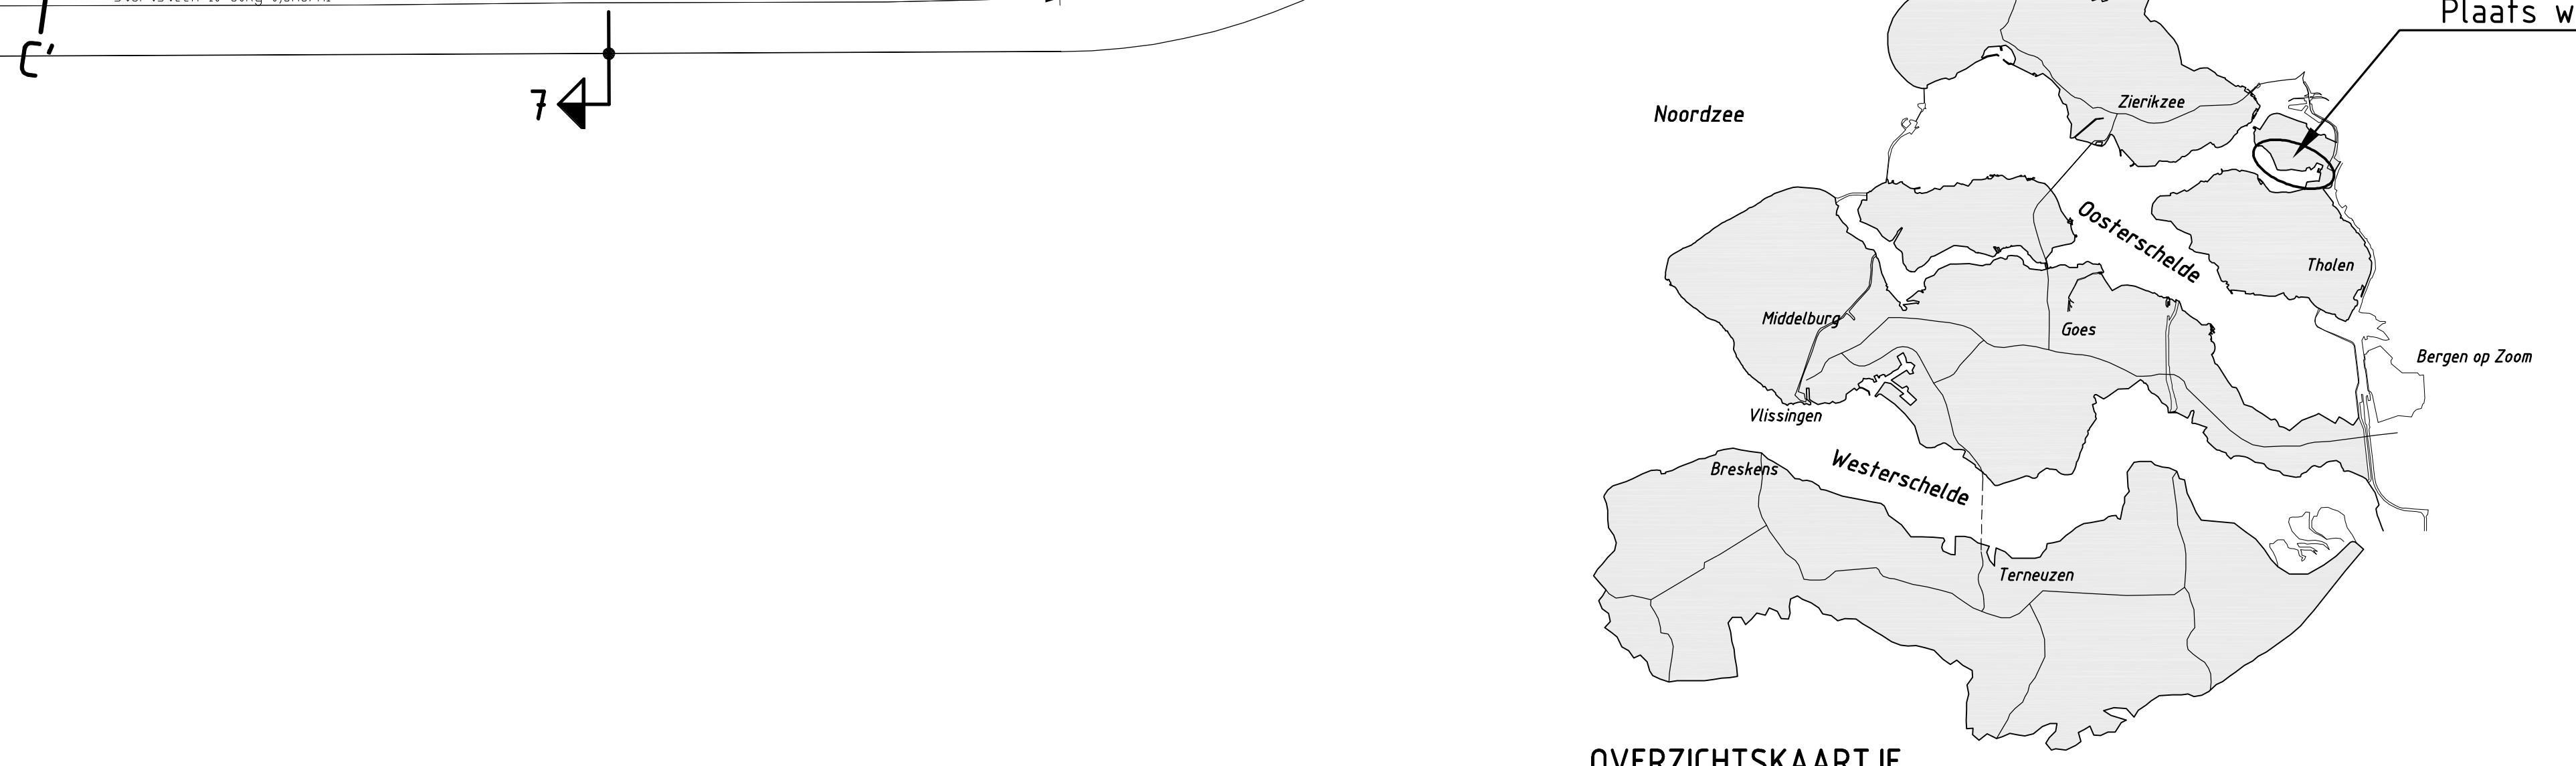 C'
7
Plaats w
Noordzee
Zierikzee
Oosterschelde
Tholen
Middelburg
Goes
Bergen op Zoom
Vlissingen
Breskens
Westerschelde
Terneuzen
OVERZICHTSKAARTJE